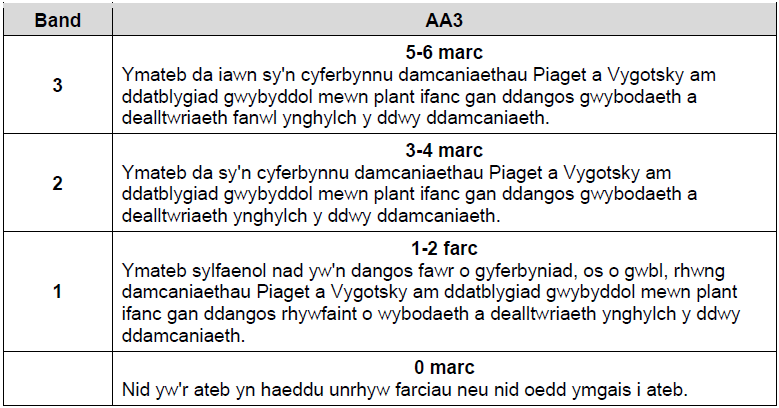 Band AA3
5-6 marc
3
Ymateb da iawn sy'n cyferbynnu damcaniaethau Piaget a Vygotsky am
ddatblygiad gwybyddol mewn plant ifanc gan ddangos gwybodaeth a
dealltwriaeth fanwl ynghylch y ddwy ddamcaniaeth.
3-4 marc
2
Ymateb da sy'n cyferbynnu damcaniaethau Piaget a Vygotsky am
ddatblygiad gwybyddol mewn plant ifanc gan ddangos gwybodaeth a
dealltwriaeth ynghylch y ddwy ddamcaniaeth.
1-2 farc
1
Ymateb sylfaenol nad yw'n dangos fawr o gyferbyniad, os o gwbl, rhwng
damcaniaethau Piaget a Vygotsky am ddatblygiad gwybyddol mewn plant
ifanc gan ddangos rhywfaint o wybodaeth a dealltwriaeth ynghylch y ddwy
ddamcaniaeth.
0 marc
Nid yw'r ateb yn haeddu unrhyw farciau neu nid oedd ymgais i ateb.